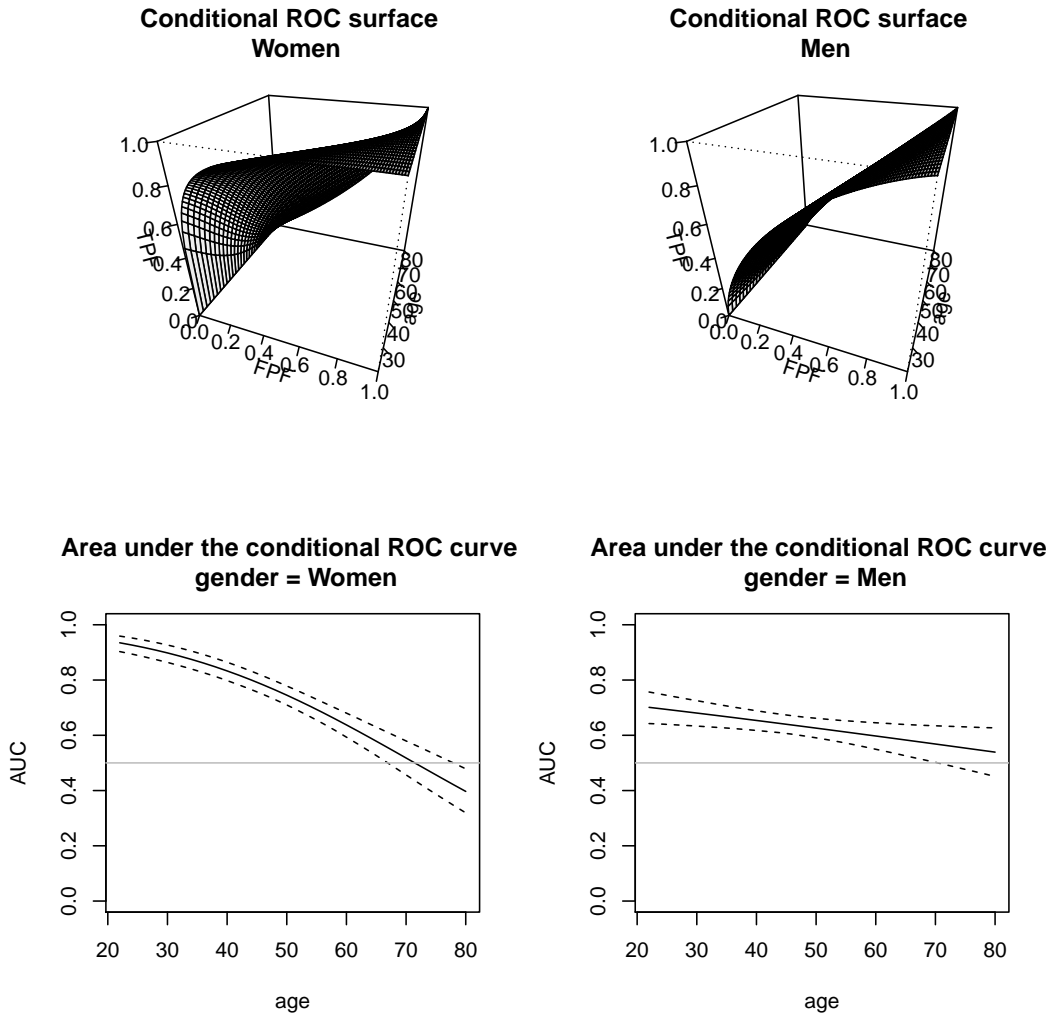 Conditional ROC surface
Women
1.0
0.8
0.6
0.4
0.2
0.0
TPF
0.0
0.2
0.4
0.6
0.8
1.0
FPF
30
40
50
60
70
80
age
Conditional ROC surface
Men
1.0
0.8
0.6
0.4
0.2
0.0
TPF
0.0
0.2
0.4
0.6
0.8
1.0
FPF
30
40
50
60
70
80
age
Area under the conditional ROC curve
gender = Women
1.0
0.8
0.6
0.4
0.2
0.0
AUC
20 30 40 50 60 70 80
age
Area under the conditional ROC curve
gender = Men
1.0
0.8
0.6
0.4
0.2
0.0
AUC
20 30 40 50 60 70 80
age